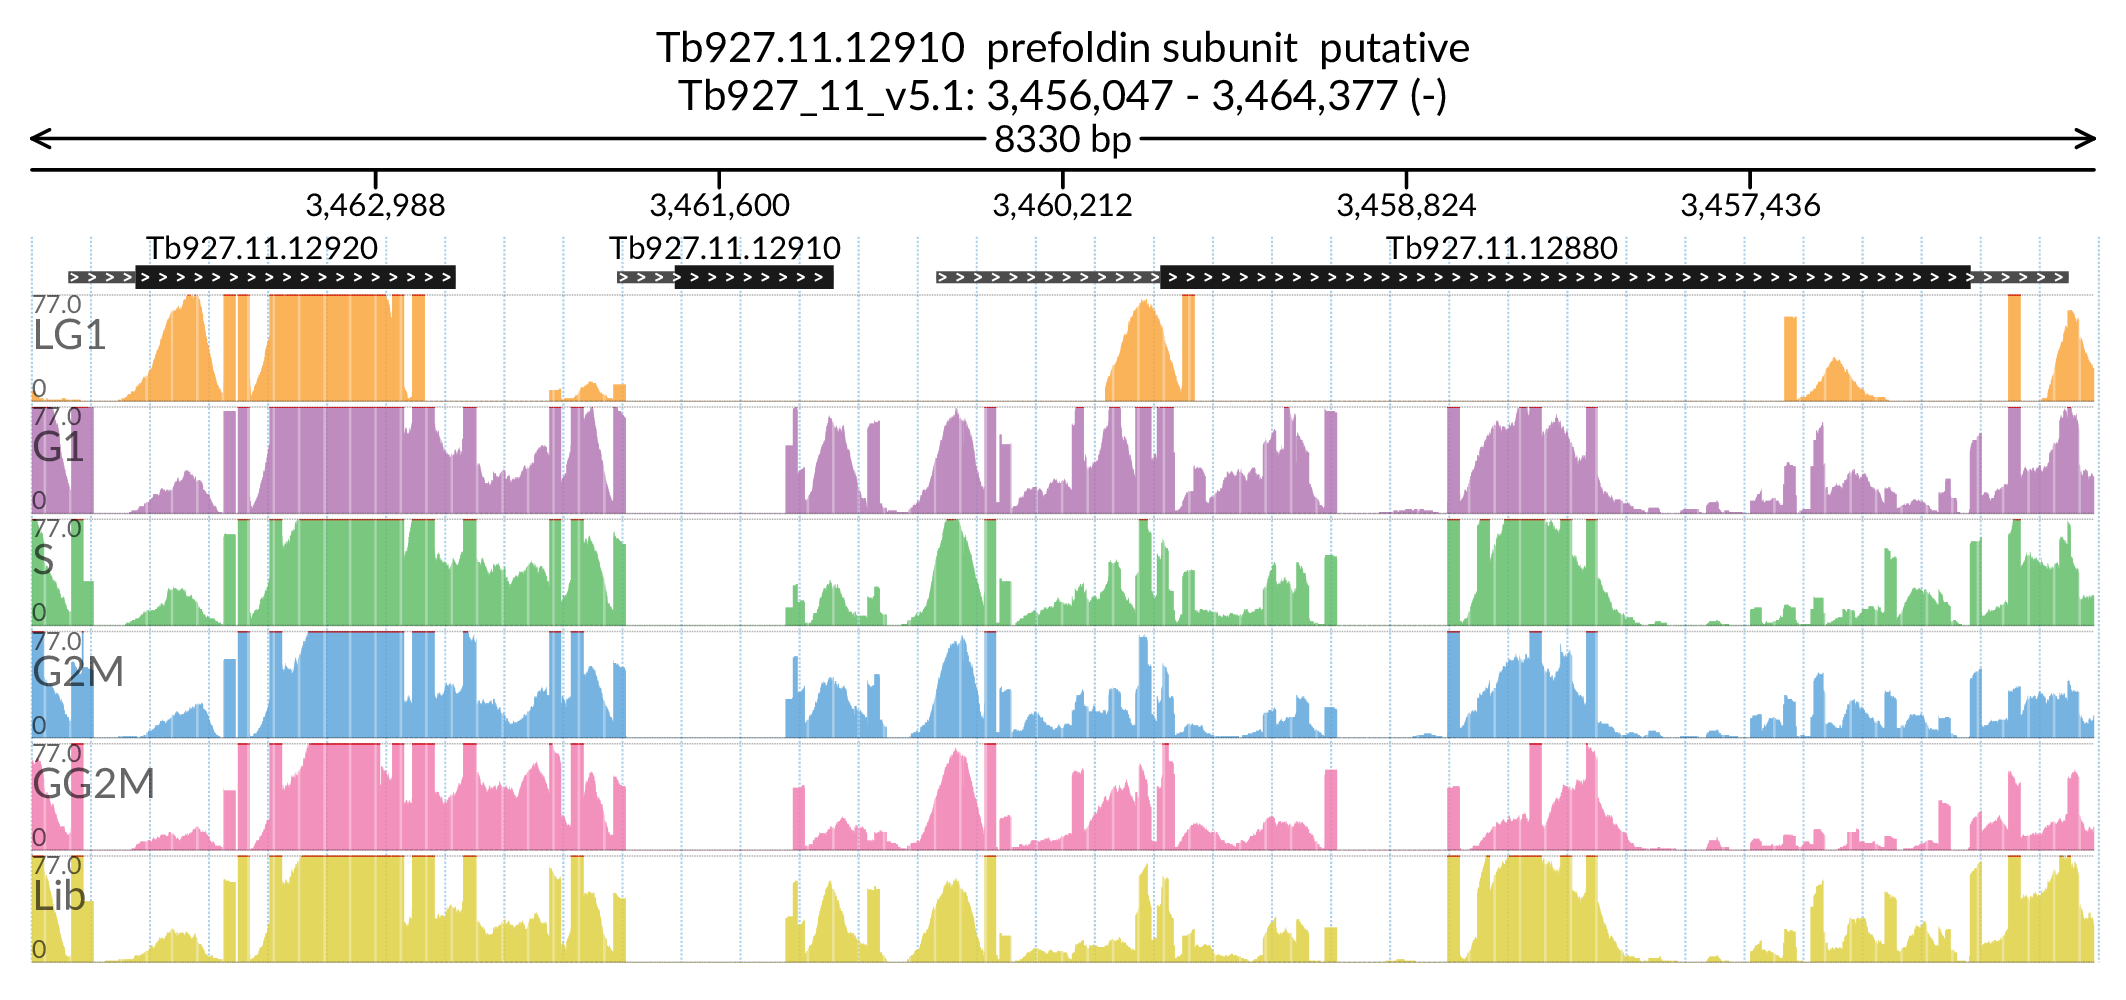 Tb927.11.12910  prefoldin subunit  putative
Tb927_11_v5.1: 3,456,047 - 3,464,377 (-)
8330 bp
3,462,988 3,461,600 3,460,212 3,458,824 3,457,436
Tb927.11.12920 Tb927.11.12910 Tb927.11.12880
77.0
LG1
0
77.0
G1
0
77.0
S
0
77.0
G2M
0
77.0
GG2M
0
77.0
Lib
0